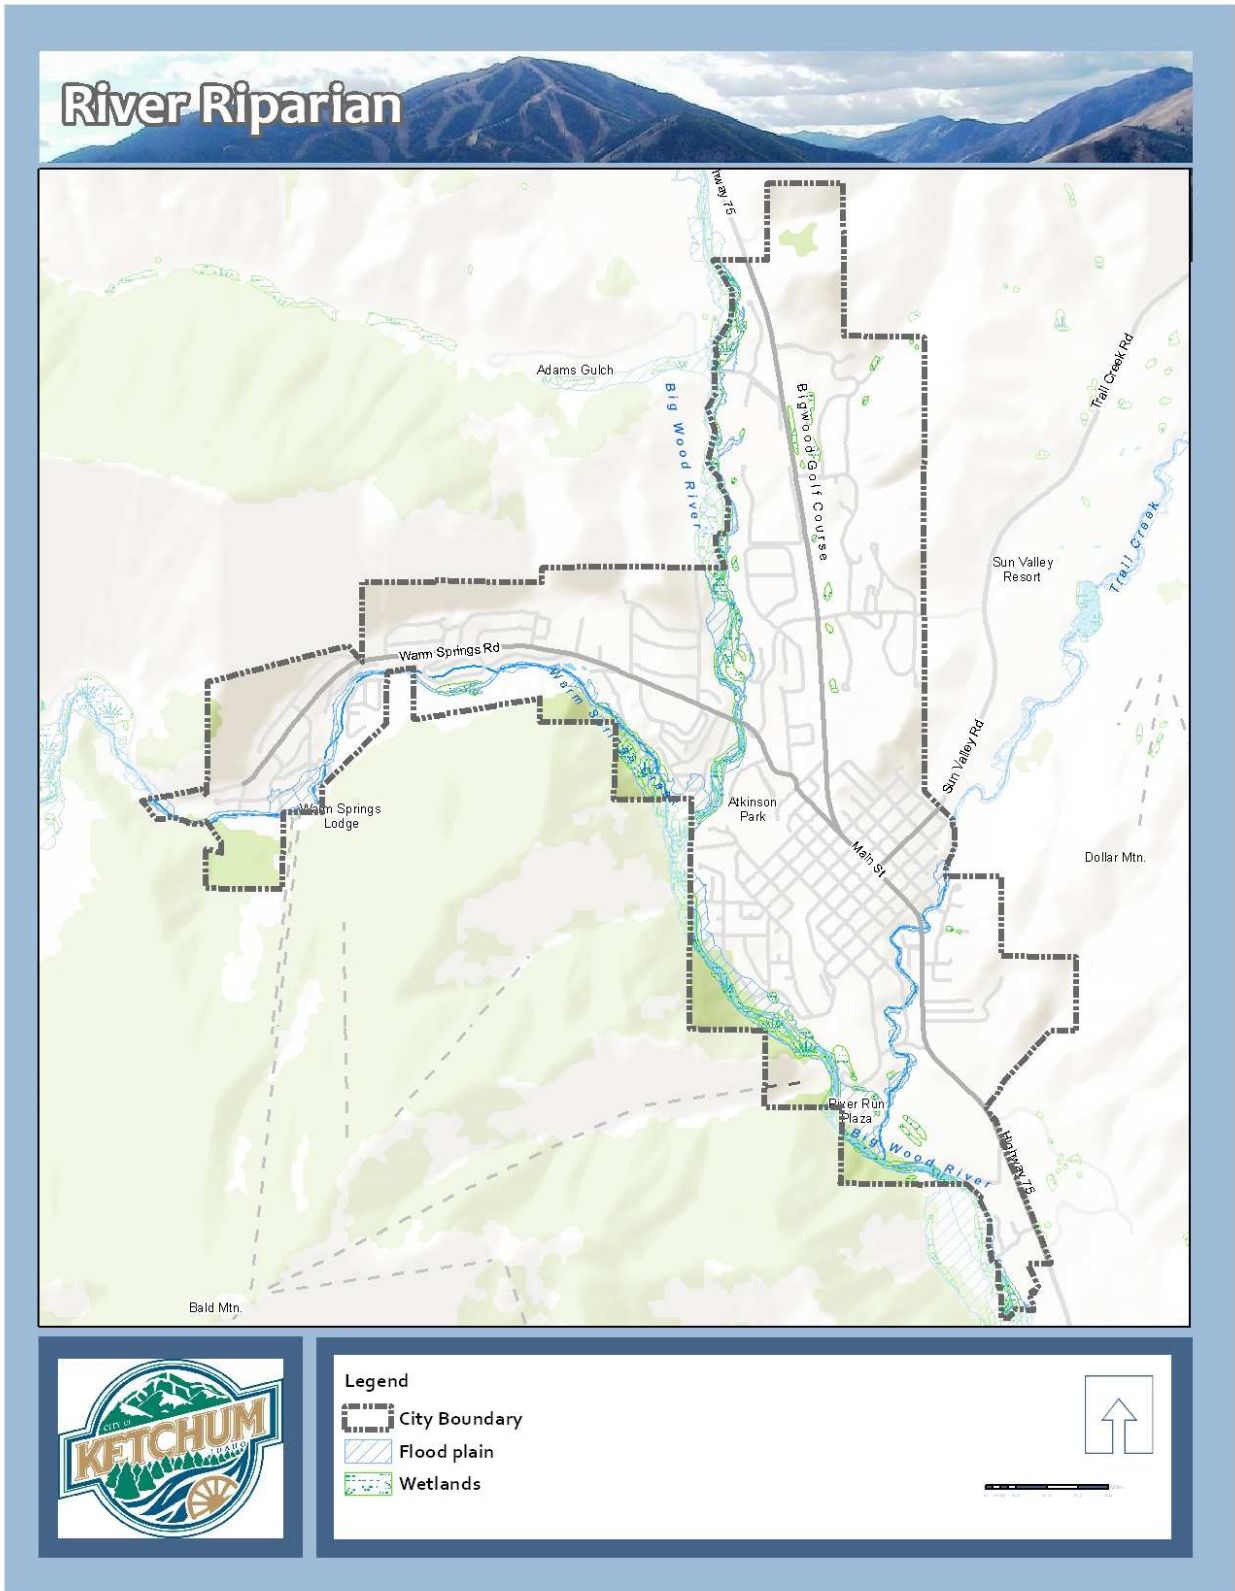 River Riparian
hway 75
Adams Gulch
Big Wood River
Bigwood Golf Course
Trail Creek Rd
Trail Creek
Sun Valley
Resort
Warm Springs Rd
Warm Springs Creek
Sun Valley Rd
Warm Springs
Lodge
Atkinson
Park
Main St
Dollar Mtn.
River Run
Plaza
Big Wood River
Highway 75
Bald Mtn.
CITY OF
KETCHUM
IDAHO
Legend
City Boundary
Flood plain
Wetlands